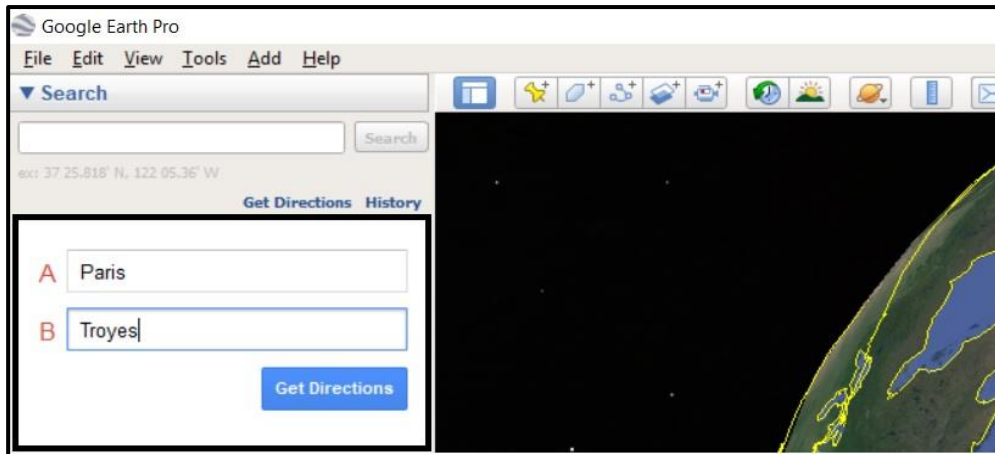 Google Earth Pro
File Edit View Tools Add Help
▼ Search
Search
ex: 37 25.818' N, 122 05.36' W
Get Directions History
A Paris
B Troyes
Get Directions